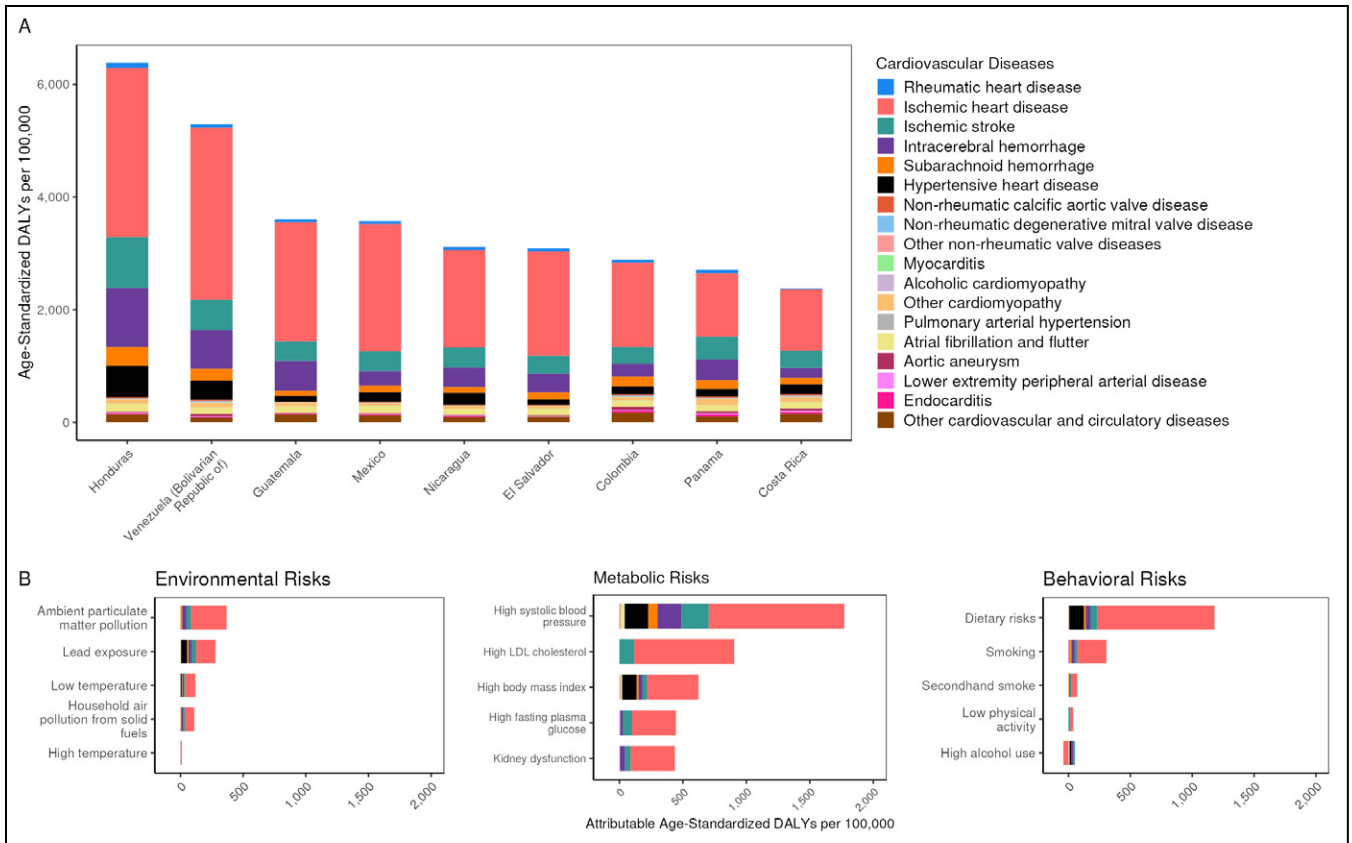 A
Age-Standardized DALYs per 100,000
6,000
4,000
2,000
0
Honduras
Venezuela (Bolivarian
Republic of)
Guatemala
Mexico
Nicaragua
El Salvador
Colombia
Panama
Costa Rica
Cardiovascular Diseases
Rheumatic heart disease
Ischemic heart disease
Ischemic stroke
Intracerebral hemorrhage
Subarachnoid hemorrhage
Hypertensive heart disease
Non-rheumatic calcific aortic valve disease
Non-rheumatic degenerative mitral valve disease
Other non-rheumatic valve diseases
Myocarditis
Alcoholic cardiomyopathy
Other cardiomyopathy
Pulmonary arterial hypertension
Atrial fibrillation and flutter
Aortic aneurysm
Lower extremity peripheral arterial disease
Endocarditis
Other cardiovascular and circulatory diseases
B
Environmental Risks
Ambient particulate
matter pollution
Lead exposure
Low temperature
Household air
pollution from solid
fuels
High temperature
0
500
1,000
1,500
2,000
Metabolic Risks
High systolic blood
pressure
High LDL cholesterol
High body mass index
High fasting plasma
glucose
Kidney dysfunction
0
500
1,000
1,500
2,000
Attributable Age-Standardized DALYs per 100,000
Behavioral Risks
Dietary risks
Smoking
Secondhand smoke
Low physical
activity
High alcohol use
0
500
1,000
1,500
2,000